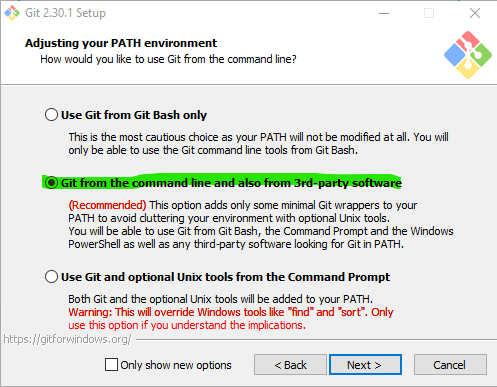 Git 2.30.1 Setup
Adjusting your PATH environment
How would you like to use Git from the command line?
Use Git from Git Bash only
This is the most cautious choice as your PATH will not be modified at all. You will
only be able to use the Git command line tools from Git Bash.
Git from the command line and also from 3rd-party software
(Recommended) This option adds only some minimal Git wrappers to your
PATH to avoid cluttering your environment with optional Unix tools.
You will be able to use Git from Git Bash, the Command Prompt and the Windows
PowerShell as well as any third-party software looking for Git in PATH.
Use Git and optional Unix tools from the Command Prompt
Both Git and the optional Unix tools will be added to your PATH.
Warning: This will override Windows tools like "find" and "sort". Only
use this option if you understand the implications.
https://gitforwindows.org/
Only show new options
< Back
Next >
Cancel